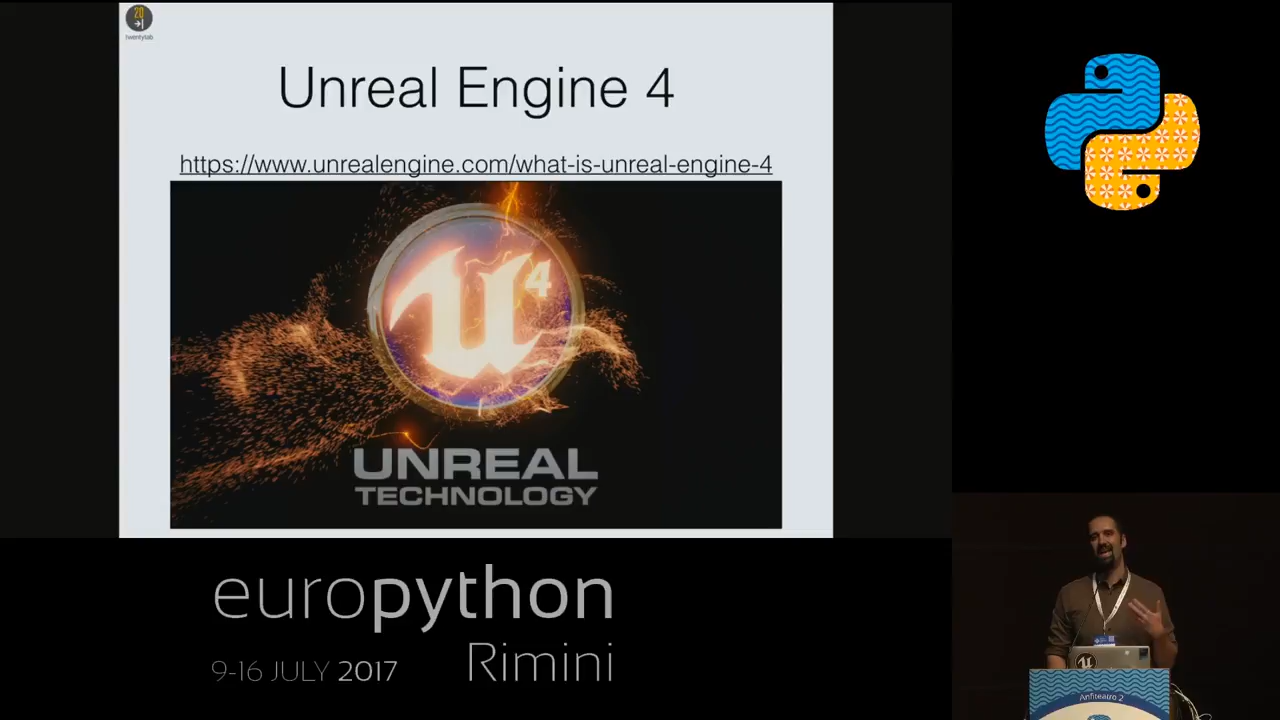 20
twentylab
Unreal Engine 4
https://www.unrealengine.com/what-is-unreal-engine-4
4
UNREAL
TECHNOLOGY
europython
9-16 JULY 2017
Rimini
Anfiteatro 2